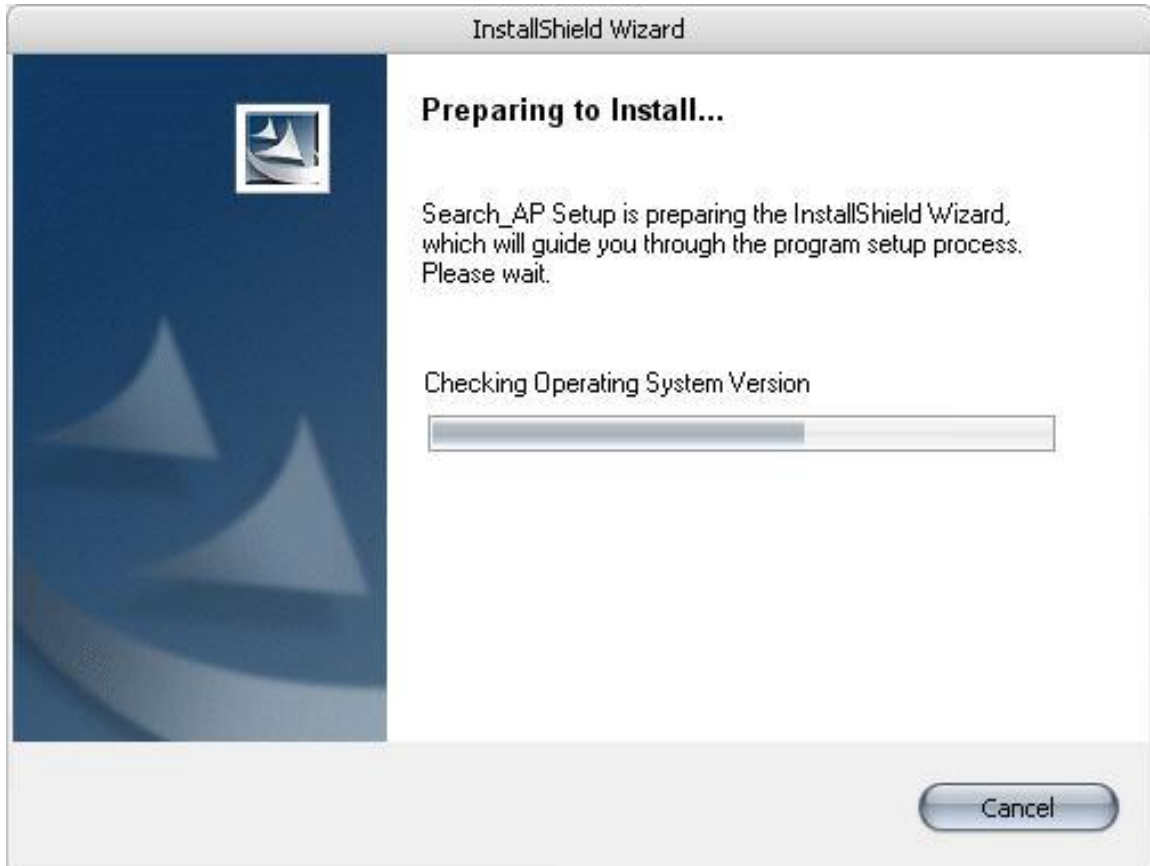 InstallShield Wizard
Preparing to Install...
Search_AP Setup is preparing the InstallShield Wizard,
which will guide you through the program setup process.
Please wait.
Checking Operating System Version
Cancel